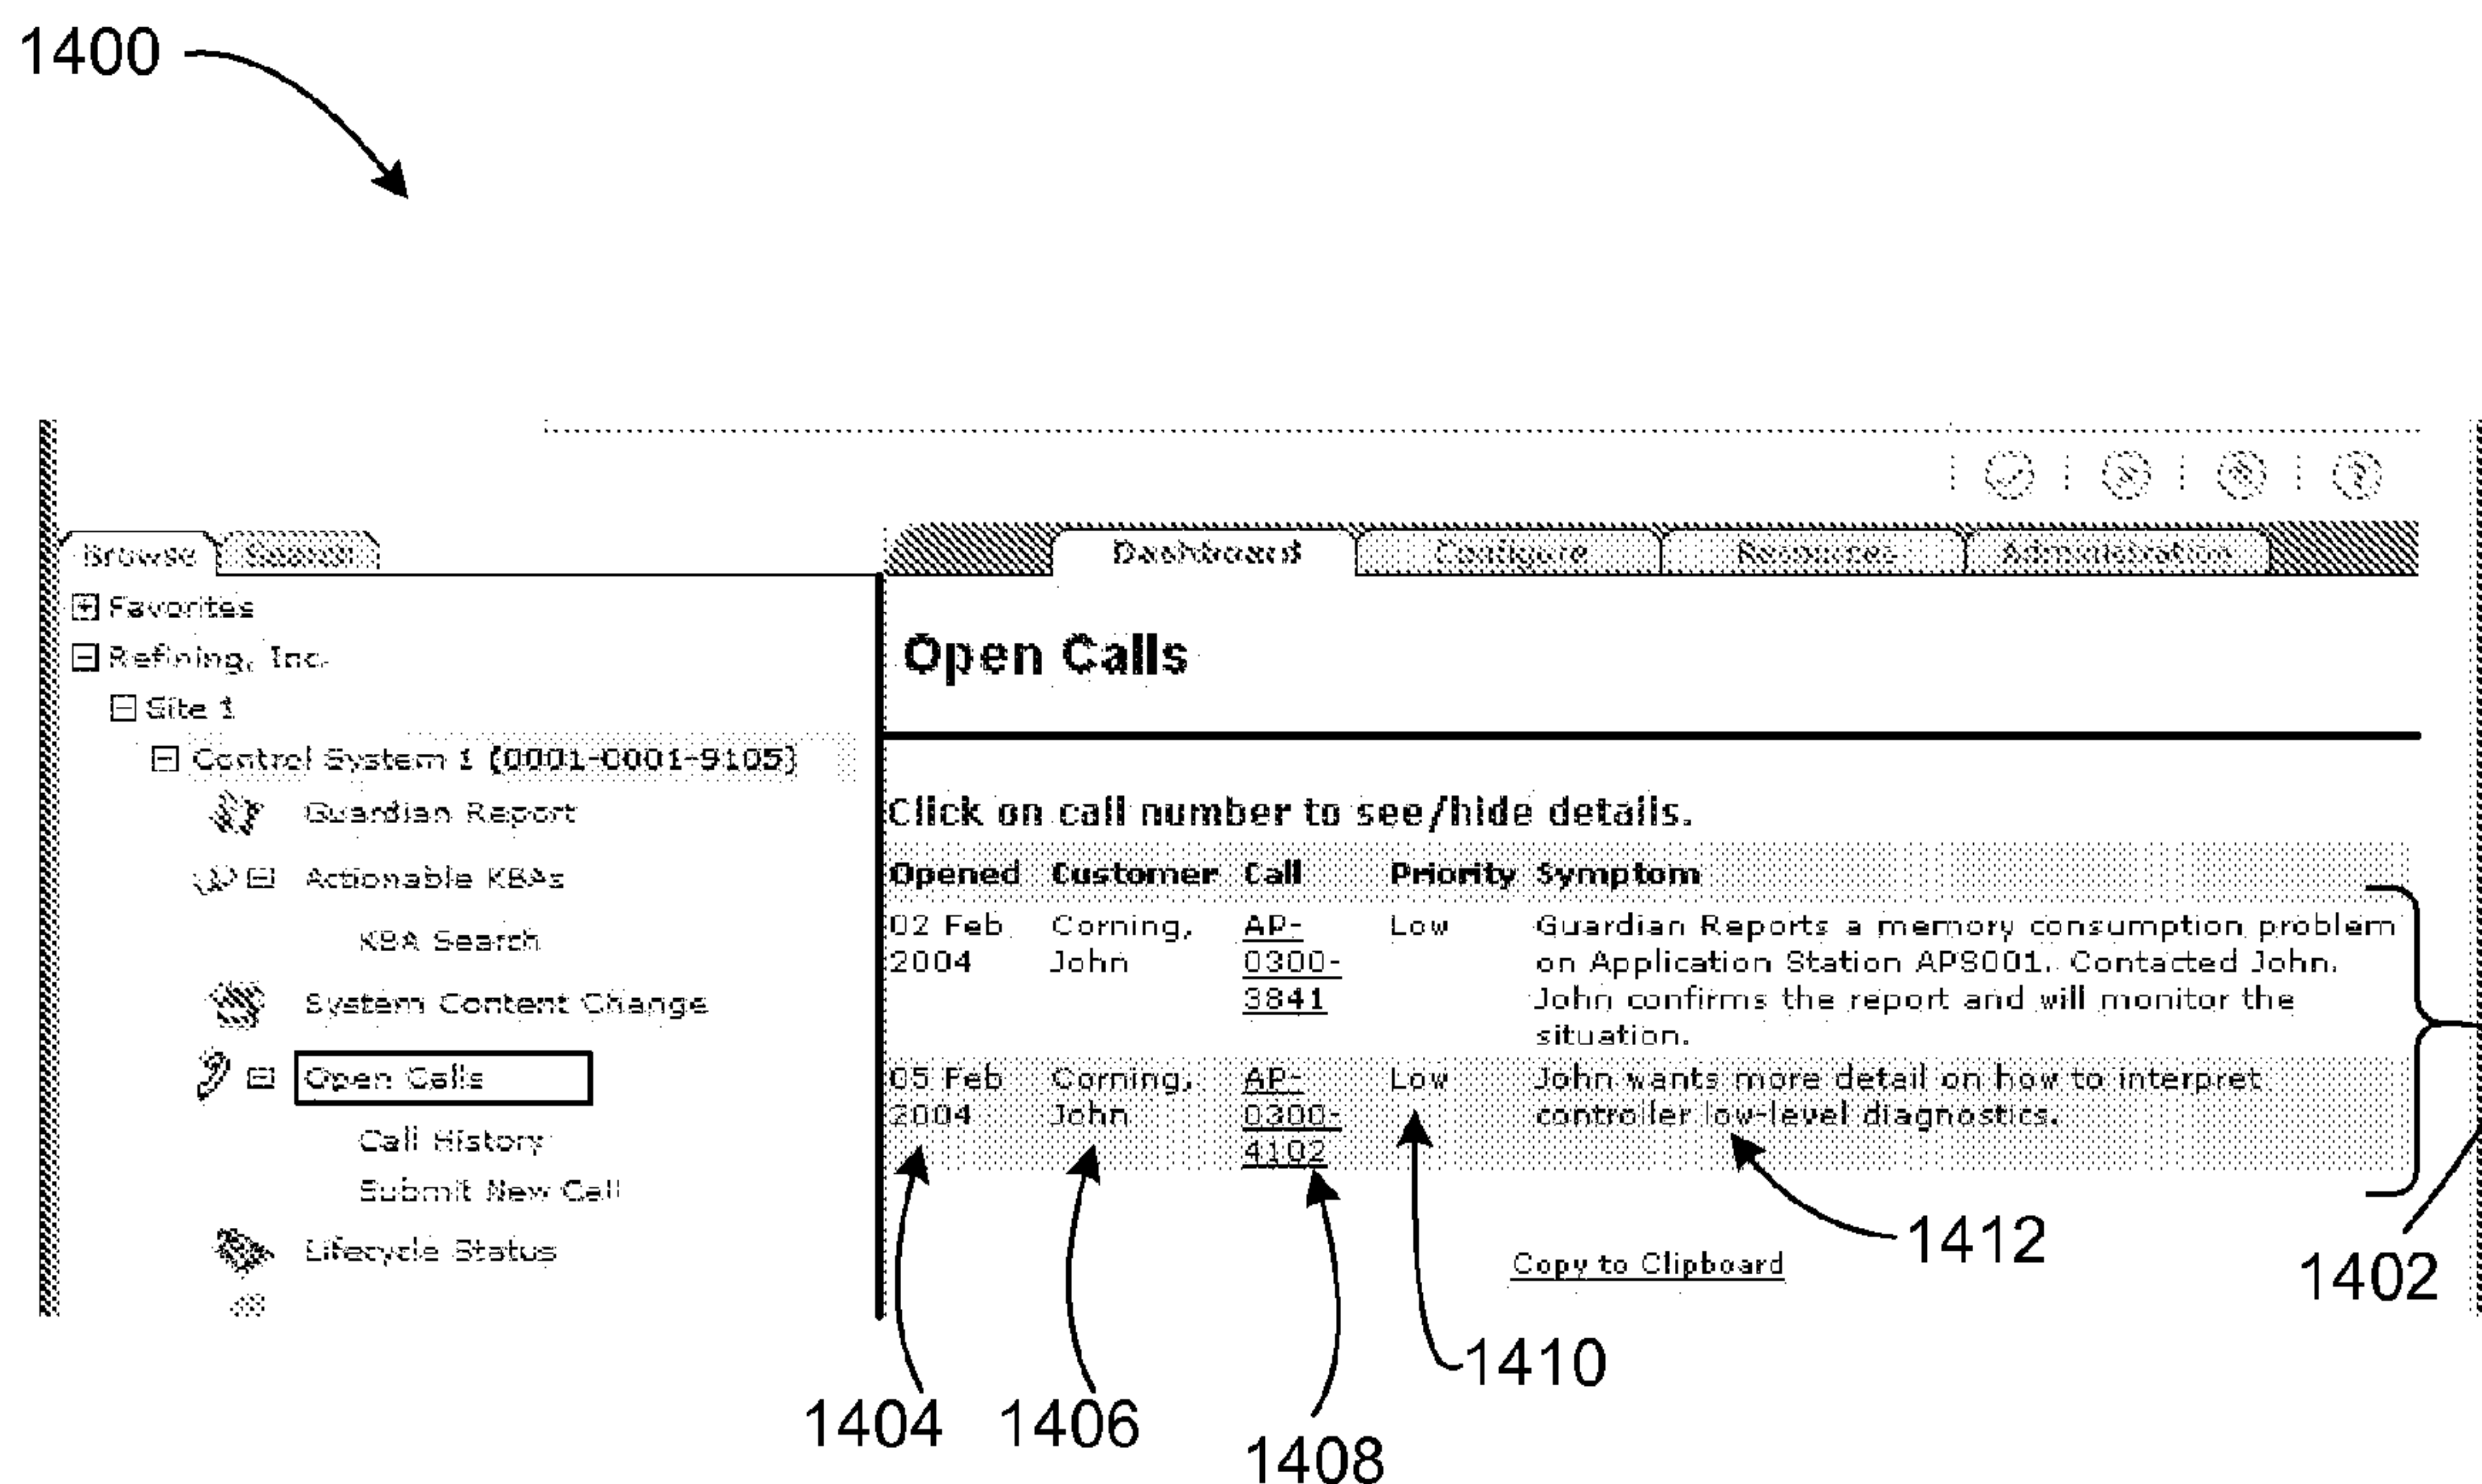 1400
Browse Search
Favorites
Refining, Inc.
Site 1
Control System 1 (0001-0001-9105)
Guardian Report
Actionable KBAs
KBA Search
System Content Change
Open Calls
Call History
Submit New Call
Lifecycle Status
Dashboard Configure Resources Administration
Open Calls
Click on call number to see/hide details.
Opened Customer Call Priority Symptom
02 Feb Corning, AP- Low Guardian Reports a memory consumption problem
2004 John 0300- on Application Station APS001. Contacted John.
3841 John confirms the report and will monitor the
situation.
05 Feb Corning, AP- Low John wants more detail on how to interpret
2004 John 0300- controller low-level diagnostics.
4102
Copy to Clipboard
1412
1402
1410
1404 1406
1408